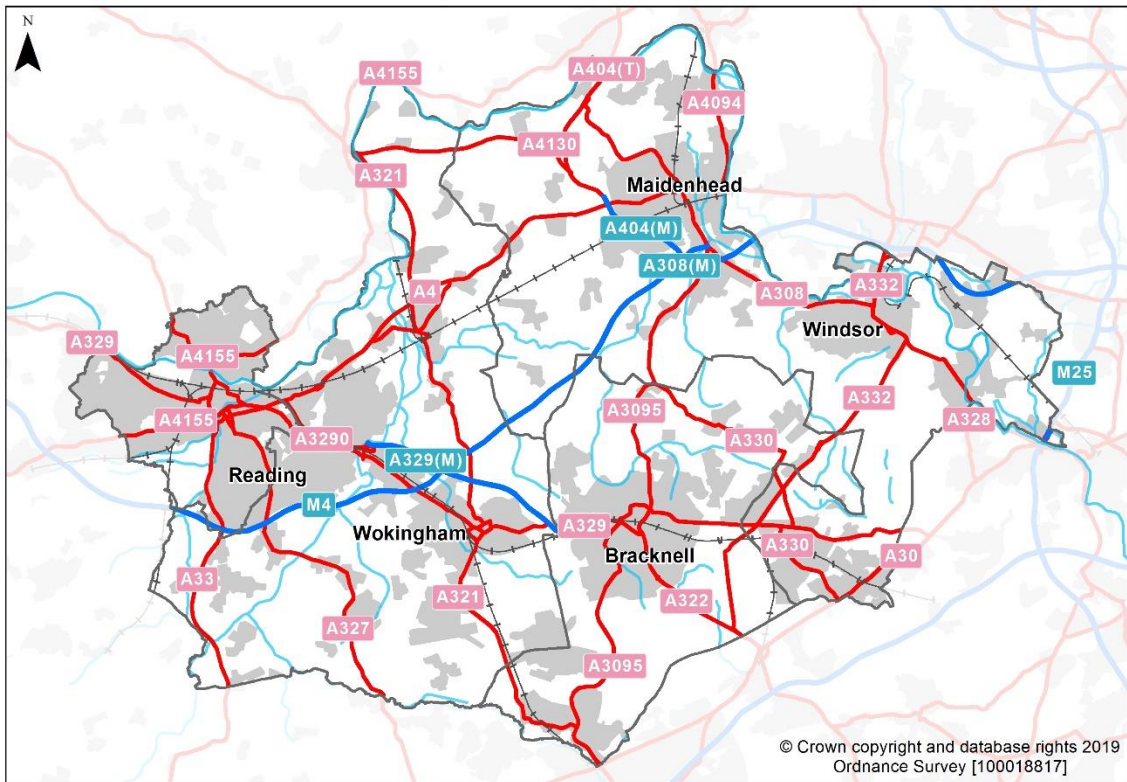 N
A4155
A404(T)
A4094
A4130
A321
Maidenhead
A404(M)
A308(M)
A4
A308
A332
Windsor
A329
A4155
M25
A332
A4155
A3095
A328
A3290
A330
A329(M)
Reading
M4
Wokingham
A329
Bracknell
A330
A30
A33
A321
A322
A327
A3095
© Crown copyright and database rights 2019
Ordnance Survey [100018817]